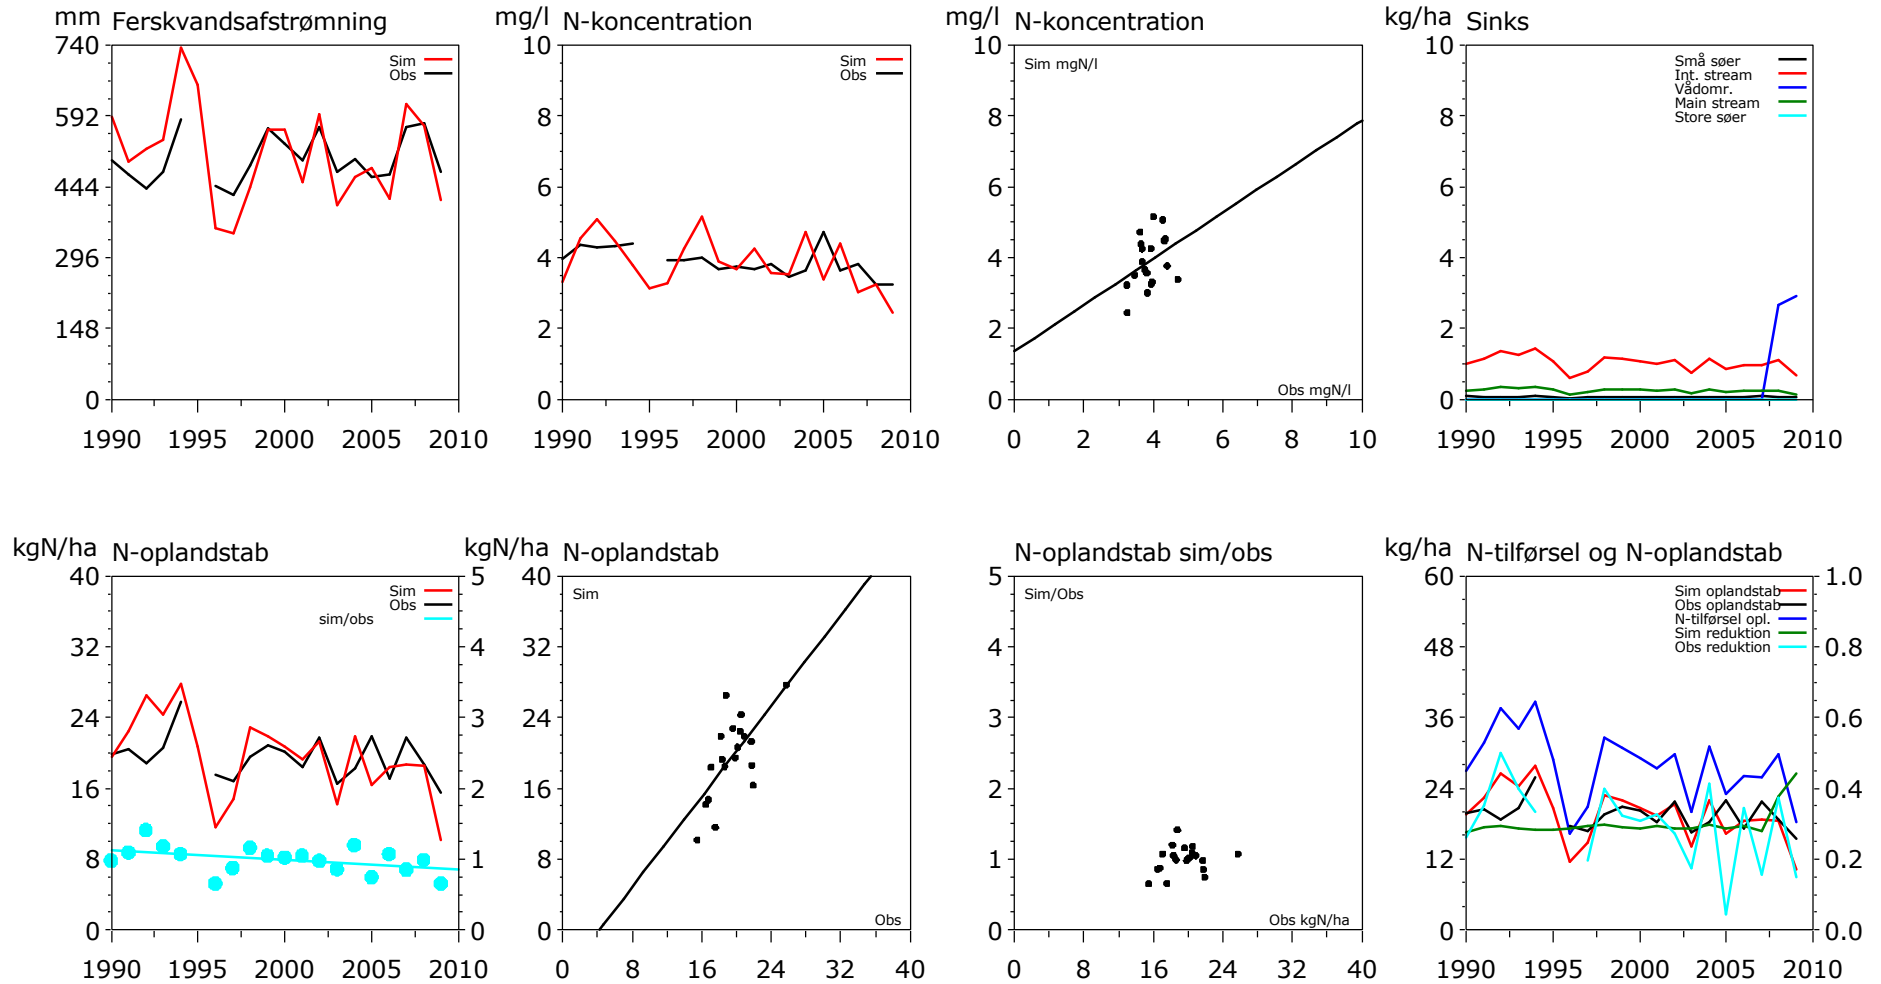 mm Ferskvandsafstrømning
740
592
444
296
148
0
Sim
Obs
1990 1995 2000 2005 2010
mg/l N-koncentration
10
8
6
4
2
0
Sim
Obs
1990 1995 2000 2005 2010
mg/l N-koncentration
10
8
6
4
2
0
Sim mgN/l
Obs mgN/l
0 2 4 6 8 10
kg/ha Sinks
10
8
6
4
2
0
Små søer
Int. stream
Vådomr.
Main stream
Store søer
1990 1995 2000 2005 2010
kgN/ha N-oplandstab
40
32
24
16
8
0
Sim
Obs
sim/obs
5
4
3
2
1
0
1990 1995 2000 2005 2010
kgN/ha N-oplandstab
40
32
24
16
8
0
Sim
Obs
0 8 16 24 32 40
N-oplandstab sim/obs
5
4
3
2
1
0
Sim/Obs
Obs kgN/ha
0 8 16 24 32 40
kg/ha N-tilførsel og N-oplandstab
60
48
36
24
12
0
Sim oplandstab
Obs oplandstab
N-tilførsel opl.
Sim reduktion
Obs reduktion
1.0
0.8
0.6
0.4
0.2
0.0
1990 1995 2000 2005 2010